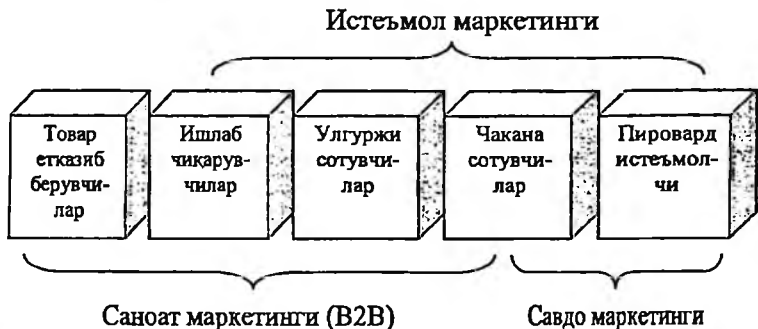 Истеъмол маркетинги
Товар
етказиб
берувчи-
лар
Ишлаб
чиқарув-
чилар
Улгуржи
сотувчи-
лар
Чакана
сотувчи-
лар
Пировард
истеъмол-
чи
Саноат маркетинги (B2B)
Савдо маркетинги